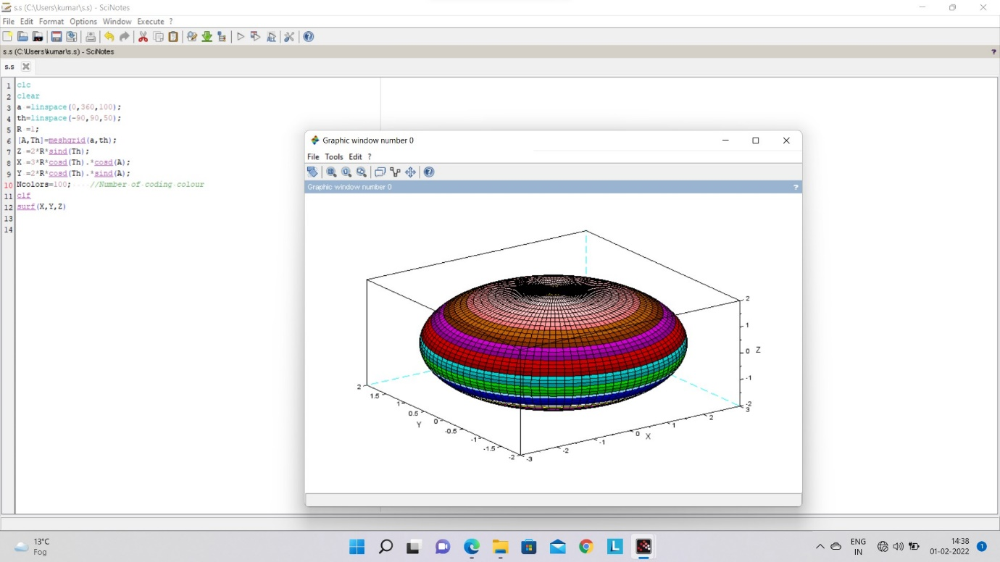 s.s (C:\Users\kumar\s.s) - SciNotes
File Edit Format Options Window Execute ?
s.s (C:\Users\kumar\s.s) - SciNotes
?
s.s
1 clc
2 clear
3 a =linspace(0,360,100);
4 th=linspace(-90,90,50);
5 R =1;
6 [A,Th]=meshgrid(a,th);
7 Z =2*R*sind(Th);
8 X =3*R*cosd(Th).*cosd(A);
9 Y =2*R*cosd(Th).*sind(A);
10 Ncolors=100; //Number of coding colour
11 clf
12 surf(X,Y,Z)
13
14
Graphic window number 0
File Tools Edit ?
Graphic window number 0
?
2
1
0
-1
-2
Z
2
1.5
1
0.5
0
-0.5
-1
-1.5
-2
Y
-3
-2
-1
0
1
2
3
X
13°C
Fog
L
ENG
IN
14:38
01-02-2022
1